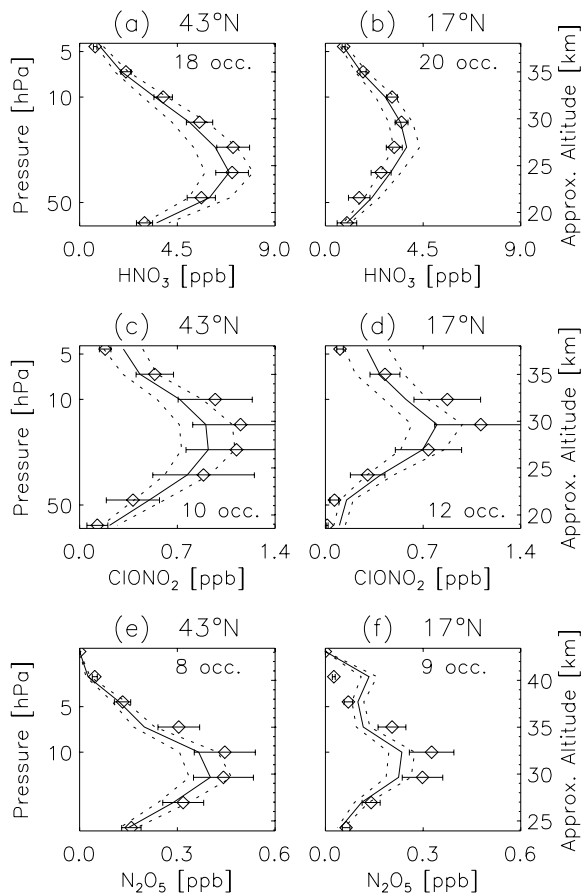 (a) 43°N (b) 17°N
5 18 occ. 20 occ. 35
10 30
25
50 20
Pressure [hPa] Approx. Altitude [km]
0.0 4.5 9.0 0.0 4.5 9.0
HNO₃ [ppb] HNO₃ [ppb]
(c) 43°N (d) 17°N
5 35
10 30
25
50 10 occ. 12 occ. 20
Pressure [hPa] Approx. Altitude [km]
0.0 0.7 1.4 0.0 0.7 1.4
ClONO₂ [ppb] ClONO₂ [ppb]
(e) 43°N (f) 17°N
8 occ. 9 occ. 40
5 35
10 30
25
Pressure [hPa] Approx. Altitude [km]
0.0 0.3 0.6 0.0 0.3 0.6
N₂O₅ [ppb] N₂O₅ [ppb]